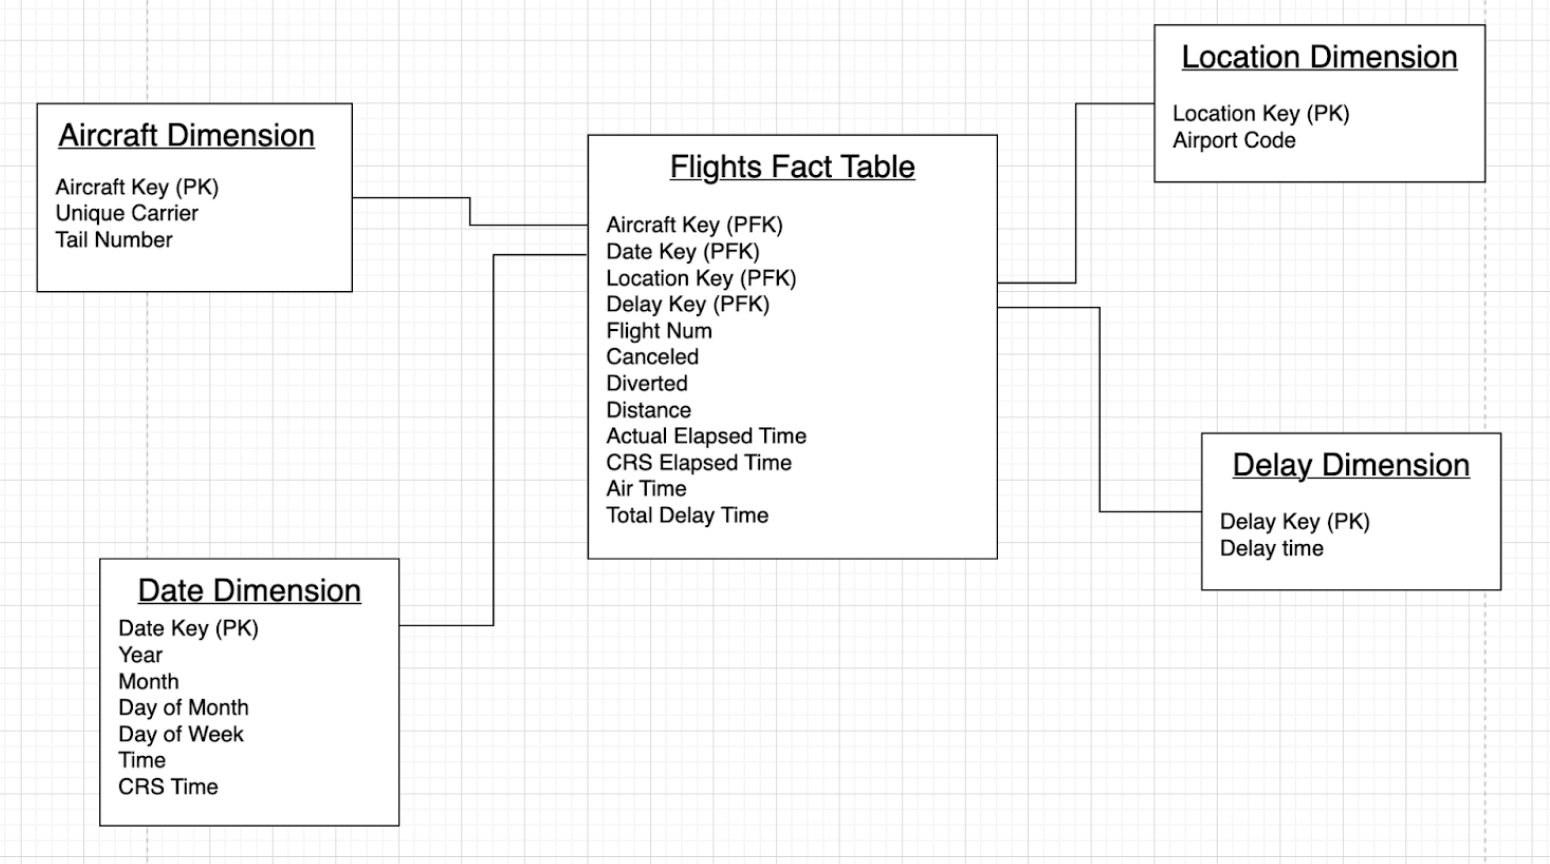 Aircraft Dimension
Aircraft Key (PK)
Unique Carrier
Tail Number
Flights Fact Table
Aircraft Key (PFK)
Date Key (PFK)
Location Key (PFK)
Delay Key (PFK)
Flight Num
Canceled
Diverted
Distance
Actual Elapsed Time
CRS Elapsed Time
Air Time
Total Delay Time
Location Dimension
Location Key (PK)
Airport Code
Delay Dimension
Delay Key (PK)
Delay time
Date Dimension
Date Key (PK)
Year
Month
Day of Month
Day of Week
Time
CRS Time